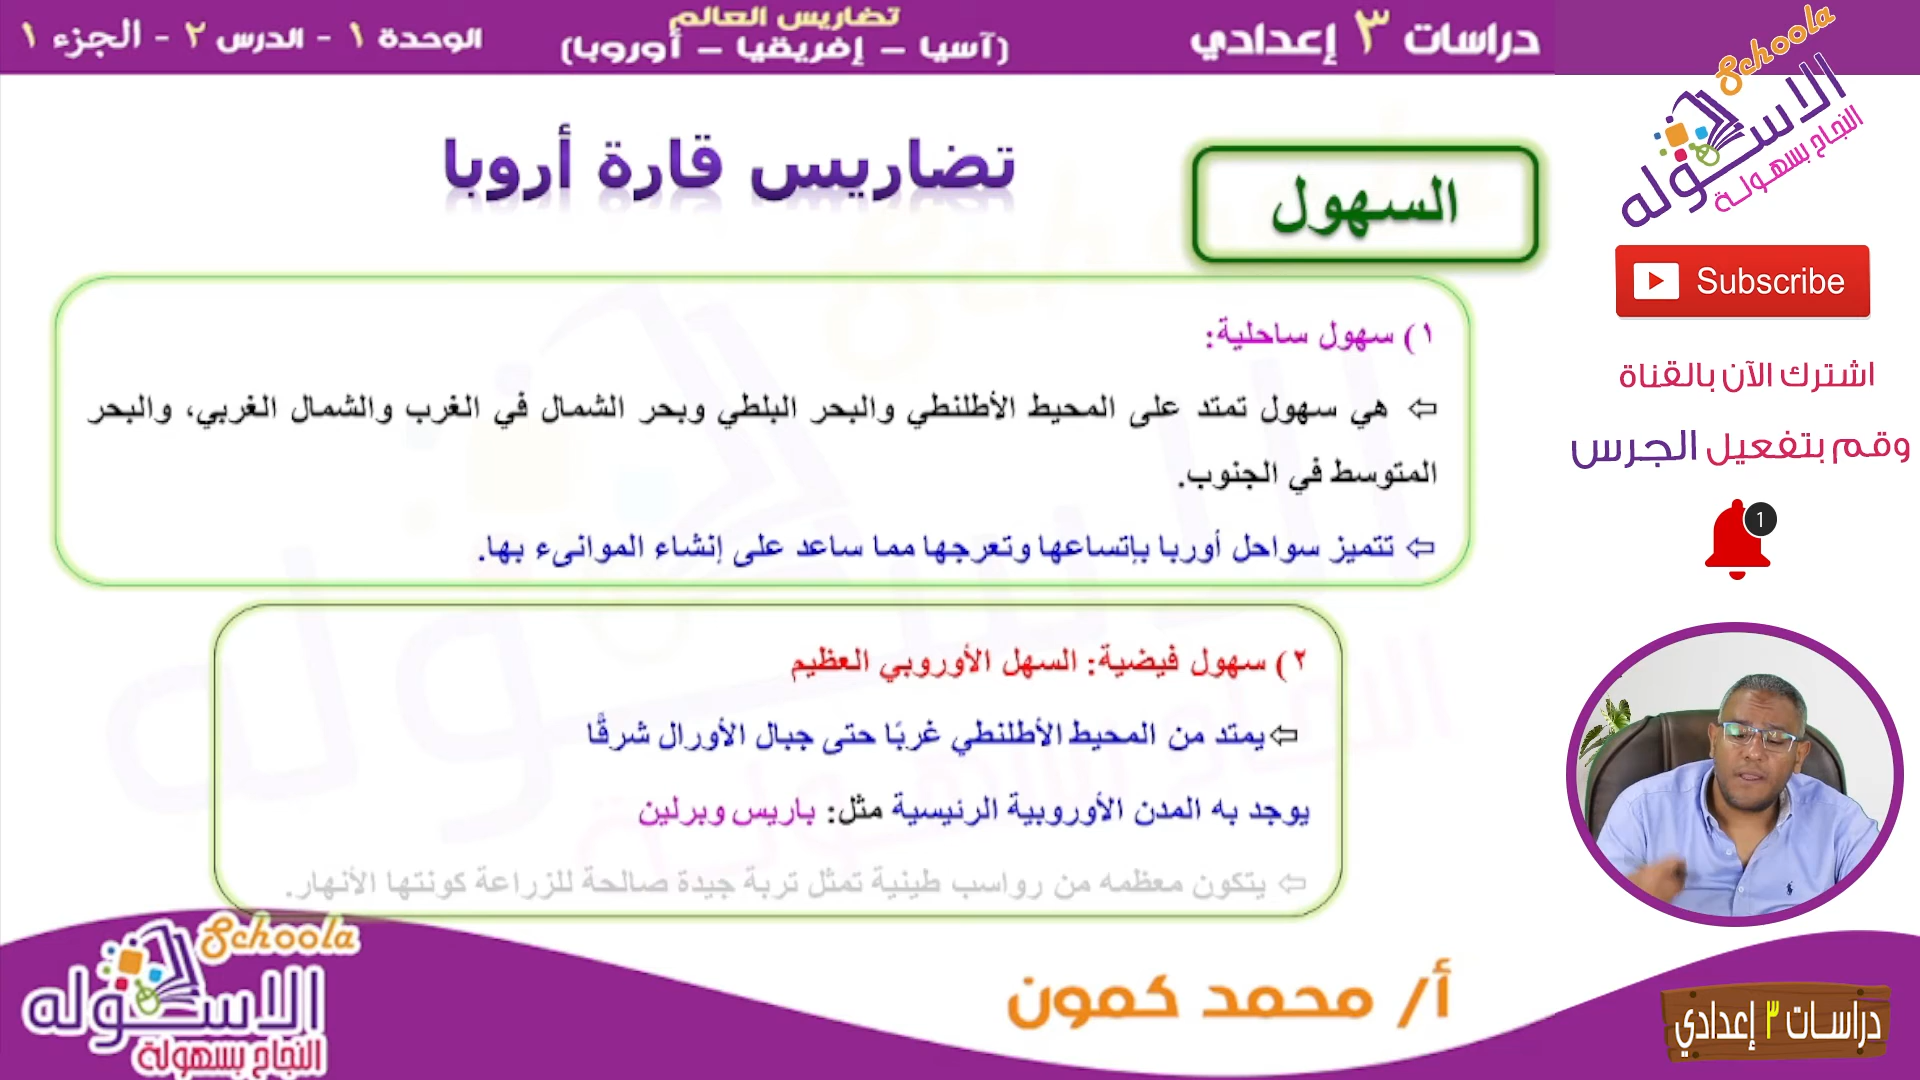 دراسات ٣ إعدادي
تضاريس العالم
(آسيا – إفريقيا – أوروبا)
الوحدة ١ - الدرس ٢ - الجزء ١
Schoola
الاسكوله
النجاح بسهولة
تضاريس قارة أروبا
السهول
Subscribe
اشترك الآن بالقناة
وقم بتفعيل الجرس
1
١) سهول ساحلية:
⇦ هي سهول تمتد على المحيط الأطلنطي والبحر البلطي وبحر الشمال في الغرب والشمال الغربي، والبحر
المتوسط في الجنوب.
⇦ تتميز سواحل أوربا بإتساعها وتعرجها مما ساعد على إنشاء الموانىء بها.
٢) سهول فيضية: السهل الأوروبي العظيم
⇦يمتد من المحيط الأطلنطي غربًا حتى جبال الأورال شرقًا
يوجد به المدن الأوروبية الرئيسية مثل: باريس وبرلين
⇦ يتكون معظمه من رواسب طينية تمثل تربة جيدة صالحة للزراعة كونتها الأنهار.
Schoola
الاسكوله
النجاح بسهولة
أ/ محمد كمون
دراسات ٣ إعدادي